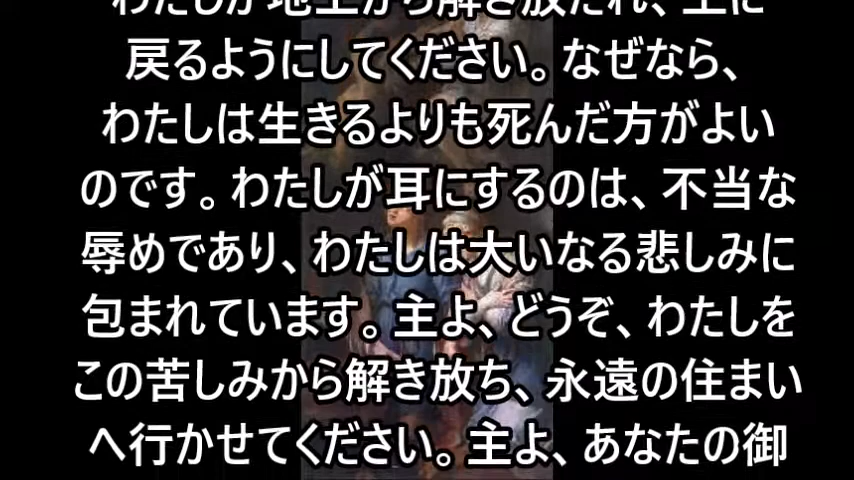 わたしが地上から解き放たれ、土に
戻るようにしてください。なぜなら、
わたしは生きるよりも死んだ方がよい
のです。わたしが耳にするのは、不当な
辱めであり、わたしは大いなる悲しみに
包まれています。主よ、どうぞ、わたしを
この苦しみから解き放ち、永遠の住まい
へ行かせてください。主よ、あなたの御